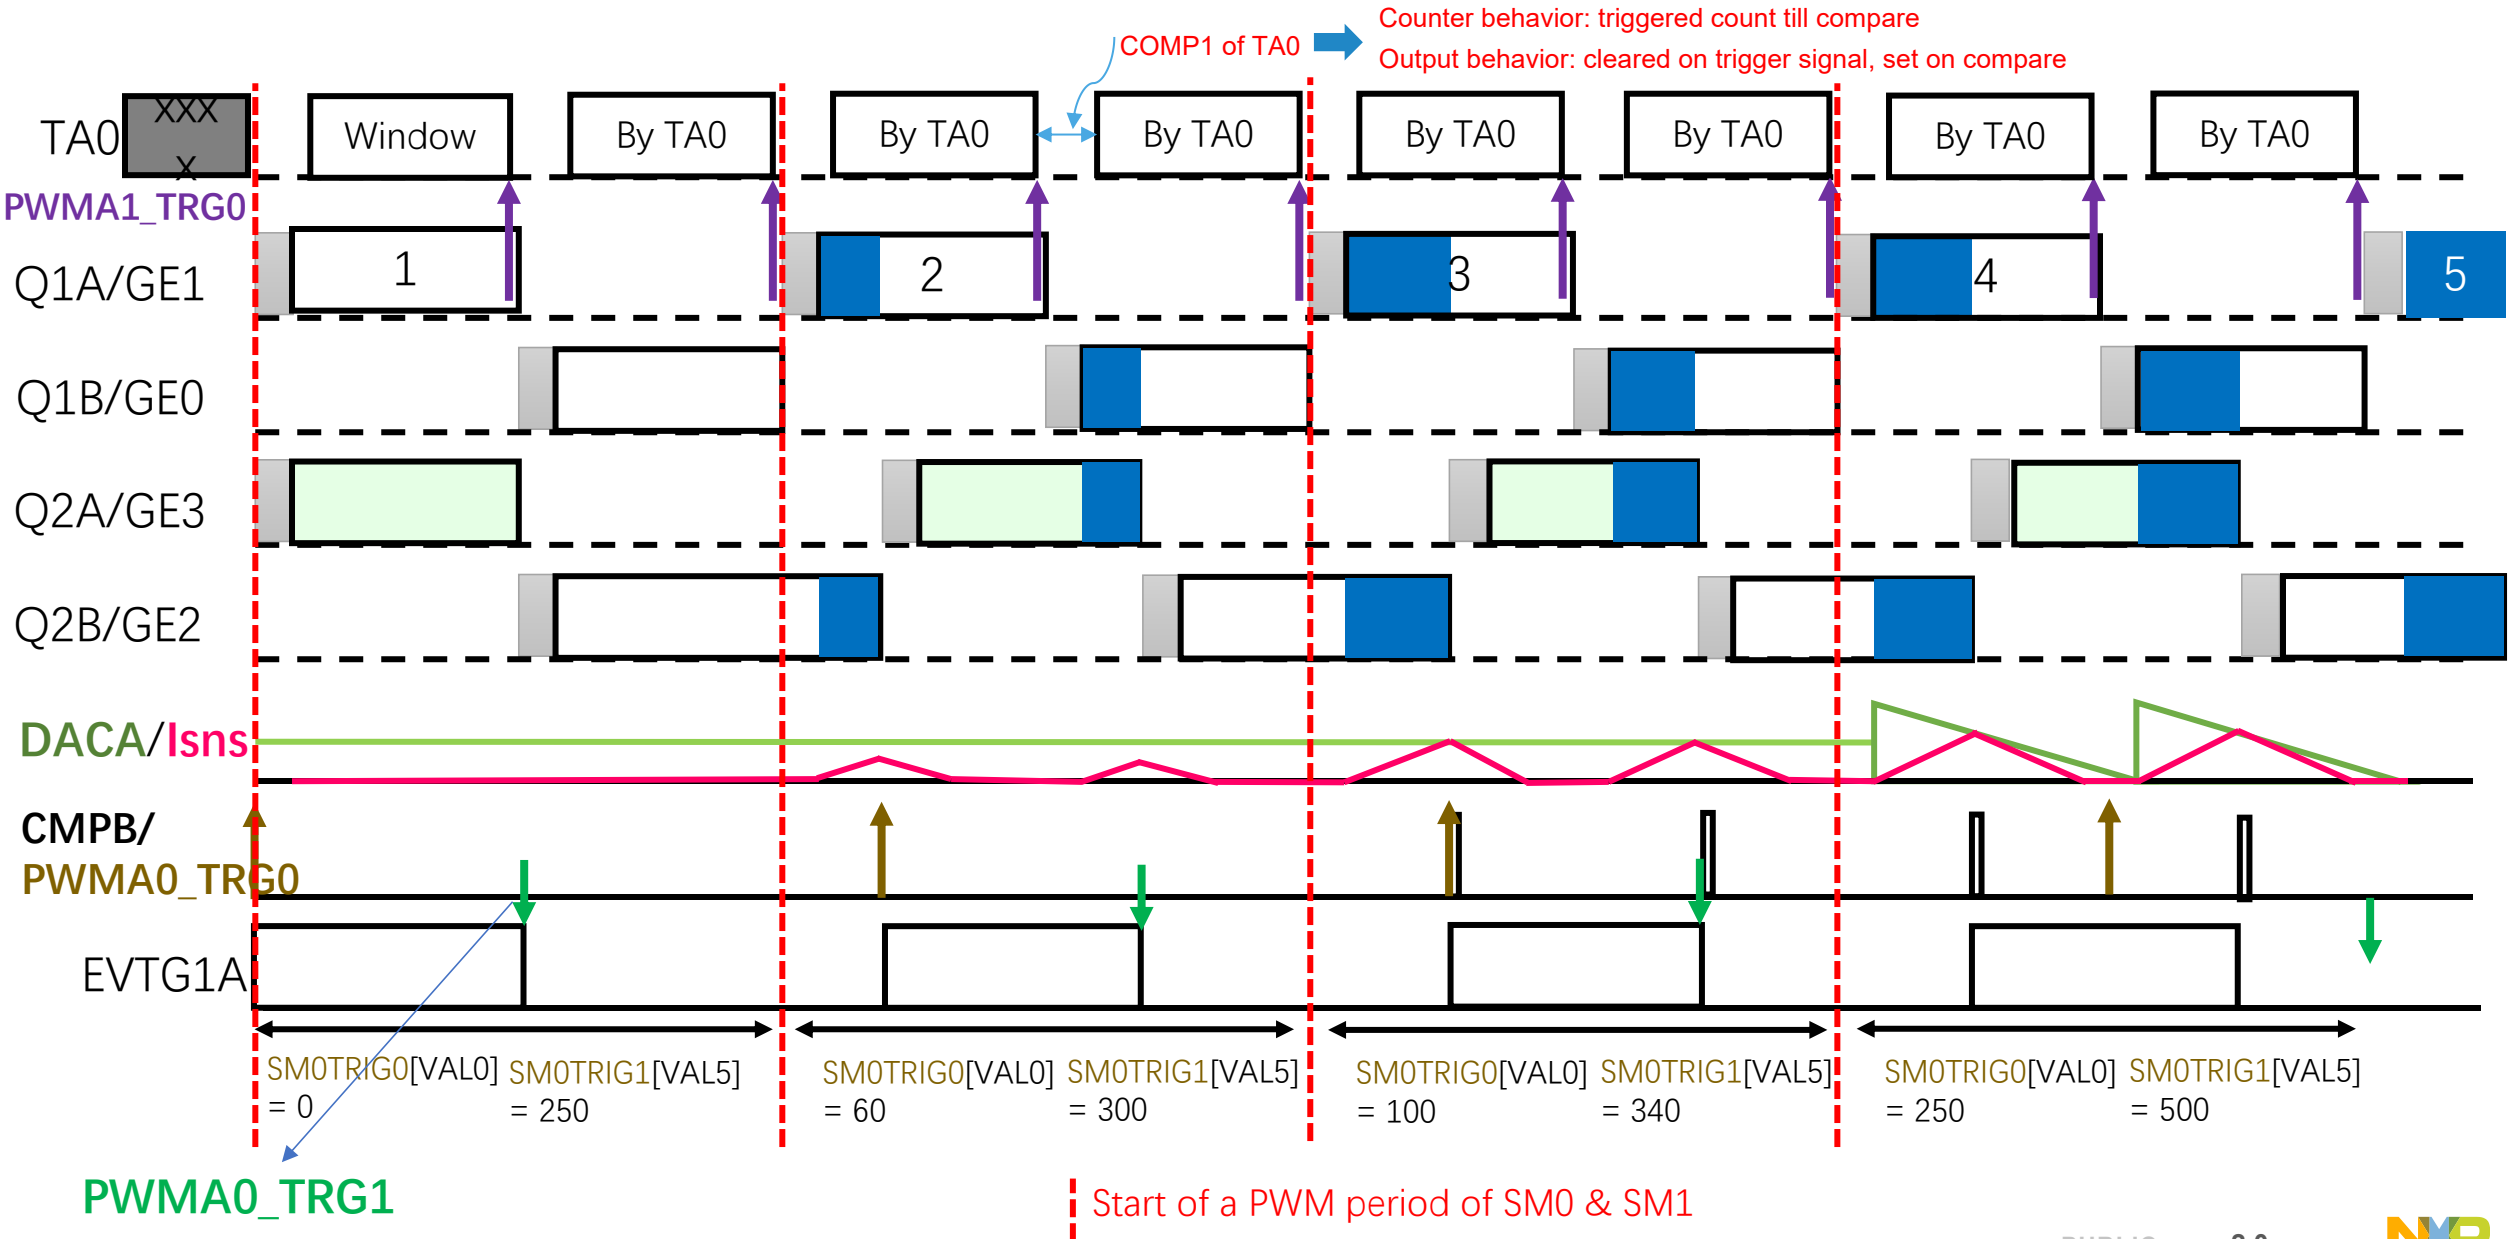 Counter behavior: triggered count till compare
COMP1 of TA0
Output behavior: cleared on trigger signal, set on compare
TA0
XXX
X
Window
By TA0
By TA0
By TA0
By TA0
By TA0
By TA0
By TA0
PWMA1_TRG0
Q1A/GE1
1
2
3
4
5
Q1B/GE0
Q2A/GE3
Q2B/GE2
DACA/Isns
CMPB/
PWMA0_TRG0
EVTG1A
SM0TRIG0[VAL0]
= 0
SM0TRIG1[VAL5]
= 250
SM0TRIG0[VAL0]
= 60
SM0TRIG1[VAL5]
= 300
SM0TRIG0[VAL0]
= 100
SM0TRIG1[VAL5]
= 340
SM0TRIG0[VAL0]
= 250
SM0TRIG1[VAL5]
= 500
PWMA0_TRG1
Start of a PWM period of SM0 & SM1